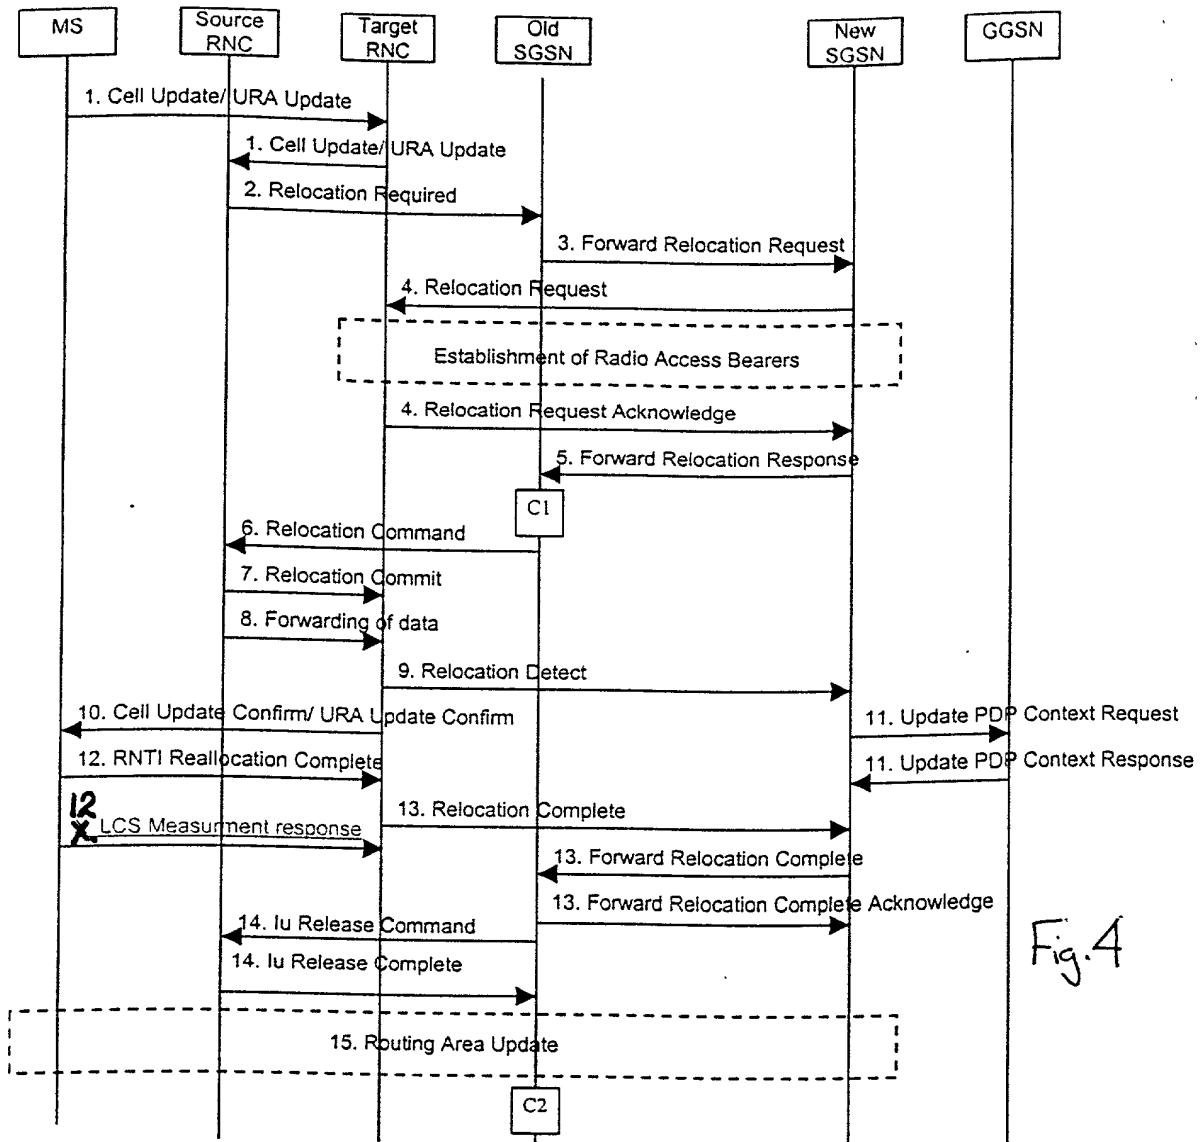 MS
Source
RNC
Target
RNC
Old
SGSN
New
SGSN
GGSN
1. Cell Update/ URA Update
1. Cell Update/ URA Update
2. Relocation Required
3. Forward Relocation Request
4. Relocation Request
Establishment of Radio Access Bearers
4. Relocation Request Acknowledge
5. Forward Relocation Response
C1
6. Relocation Command
7. Relocation Commit
8. Forwarding of data
9. Relocation Detect
10. Cell Update Confirm/ URA Update Confirm
11. Update PDP Context Request
12. RNTI Reallocation Complete
11. Update PDP Context Response
12
X. LCS Measurment response
13. Relocation Complete
13. Forward Relocation Complete
13. Forward Relocation Complete Acknowledge
14. Iu Release Command
14. Iu Release Complete
Fig. 4
15. Routing Area Update
C2